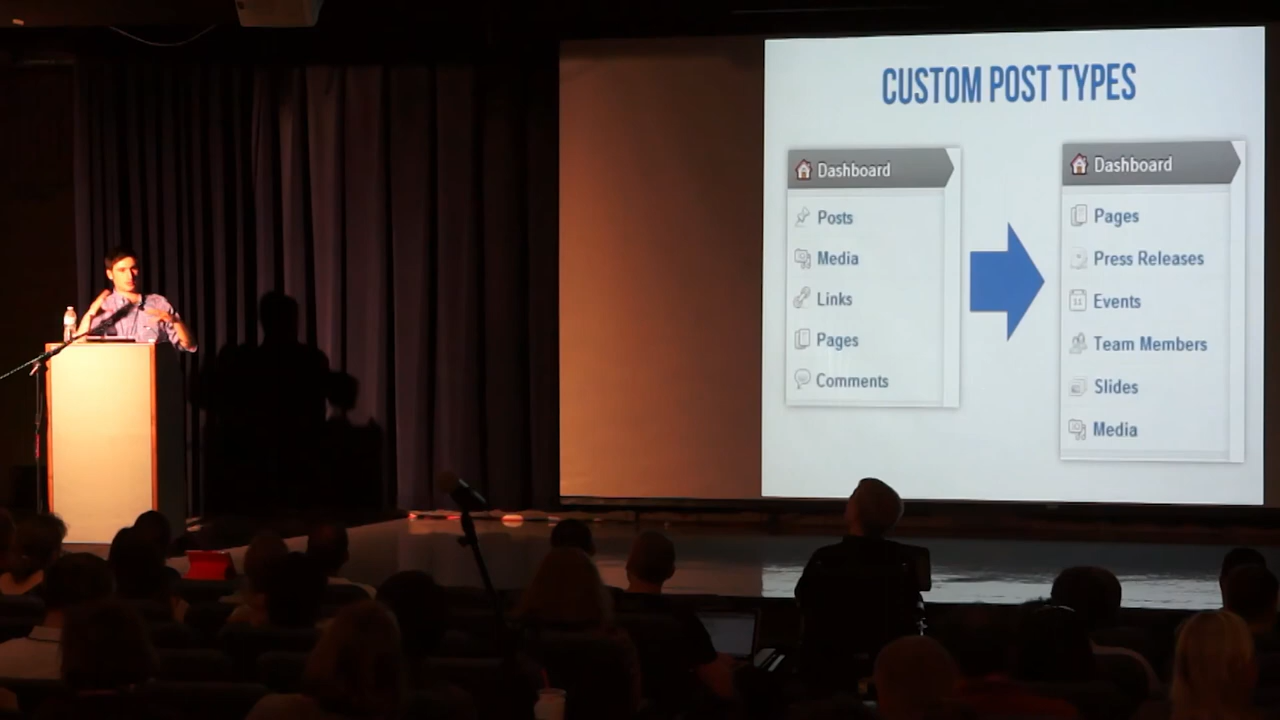 CUSTOM POST TYPES
Dashboard
Posts
Media
Links
Pages
Comments
Dashboard
Pages
Press Releases
Events
Team Members
Slides
Media